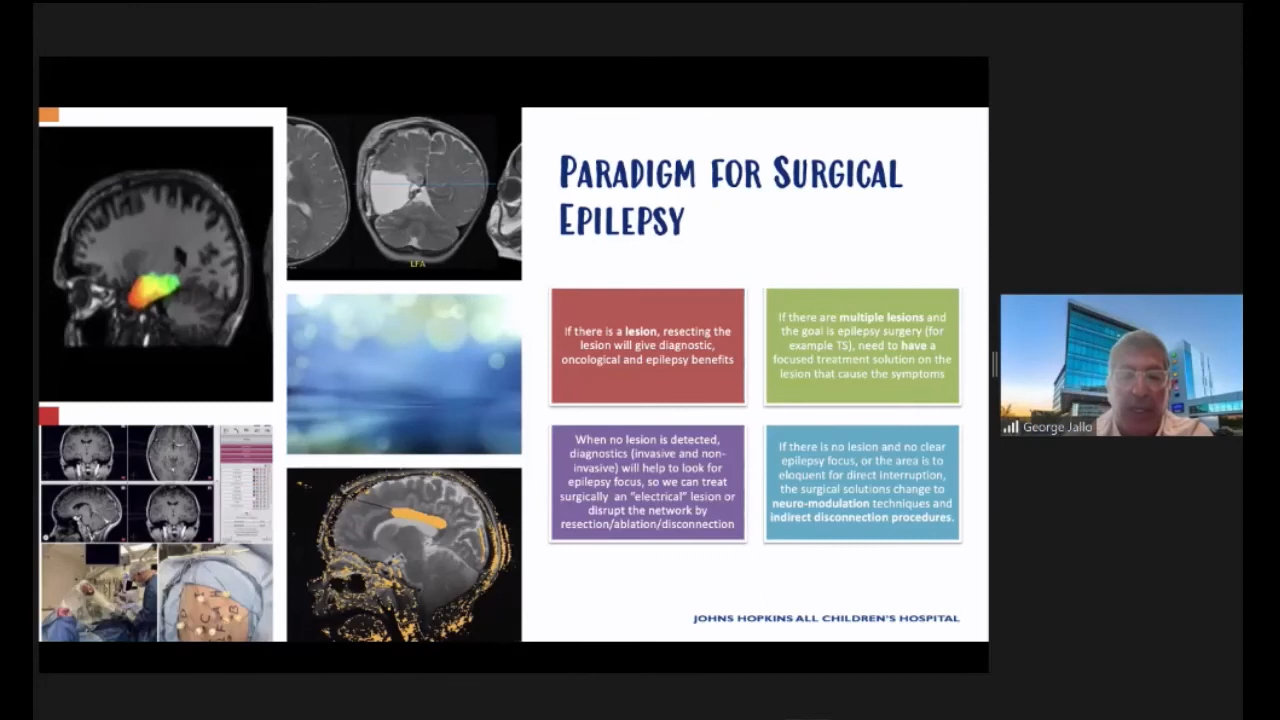 PARADIGM FOR SURGICAL
EPILEPSY
If there is a lesion, resecting the
lesion will give diagnostic,
oncological and epilepsy benefits
If there are multiple lesions and
the goal is epilepsy surgery (for
example TS), need to have a
focused treatment solution on the
lesion that cause the symptoms
When no lesion is detected,
diagnostics (invasive and non-
invasive) will help to look for
epilepsy focus, so we can treat
surgically an "electrical" lesion or
disrupt the network by
resection/ablation/disconnection
If there is no lesion and no clear
epilepsy focus, or the area is to
eloquent for direct interruption,
the surgical solutions change to
neuro-modulation techniques and
indirect disconnection procedures.
JOHNS HOPKINS ALL CHILDREN'S HOSPITAL
LFA
George Jallo